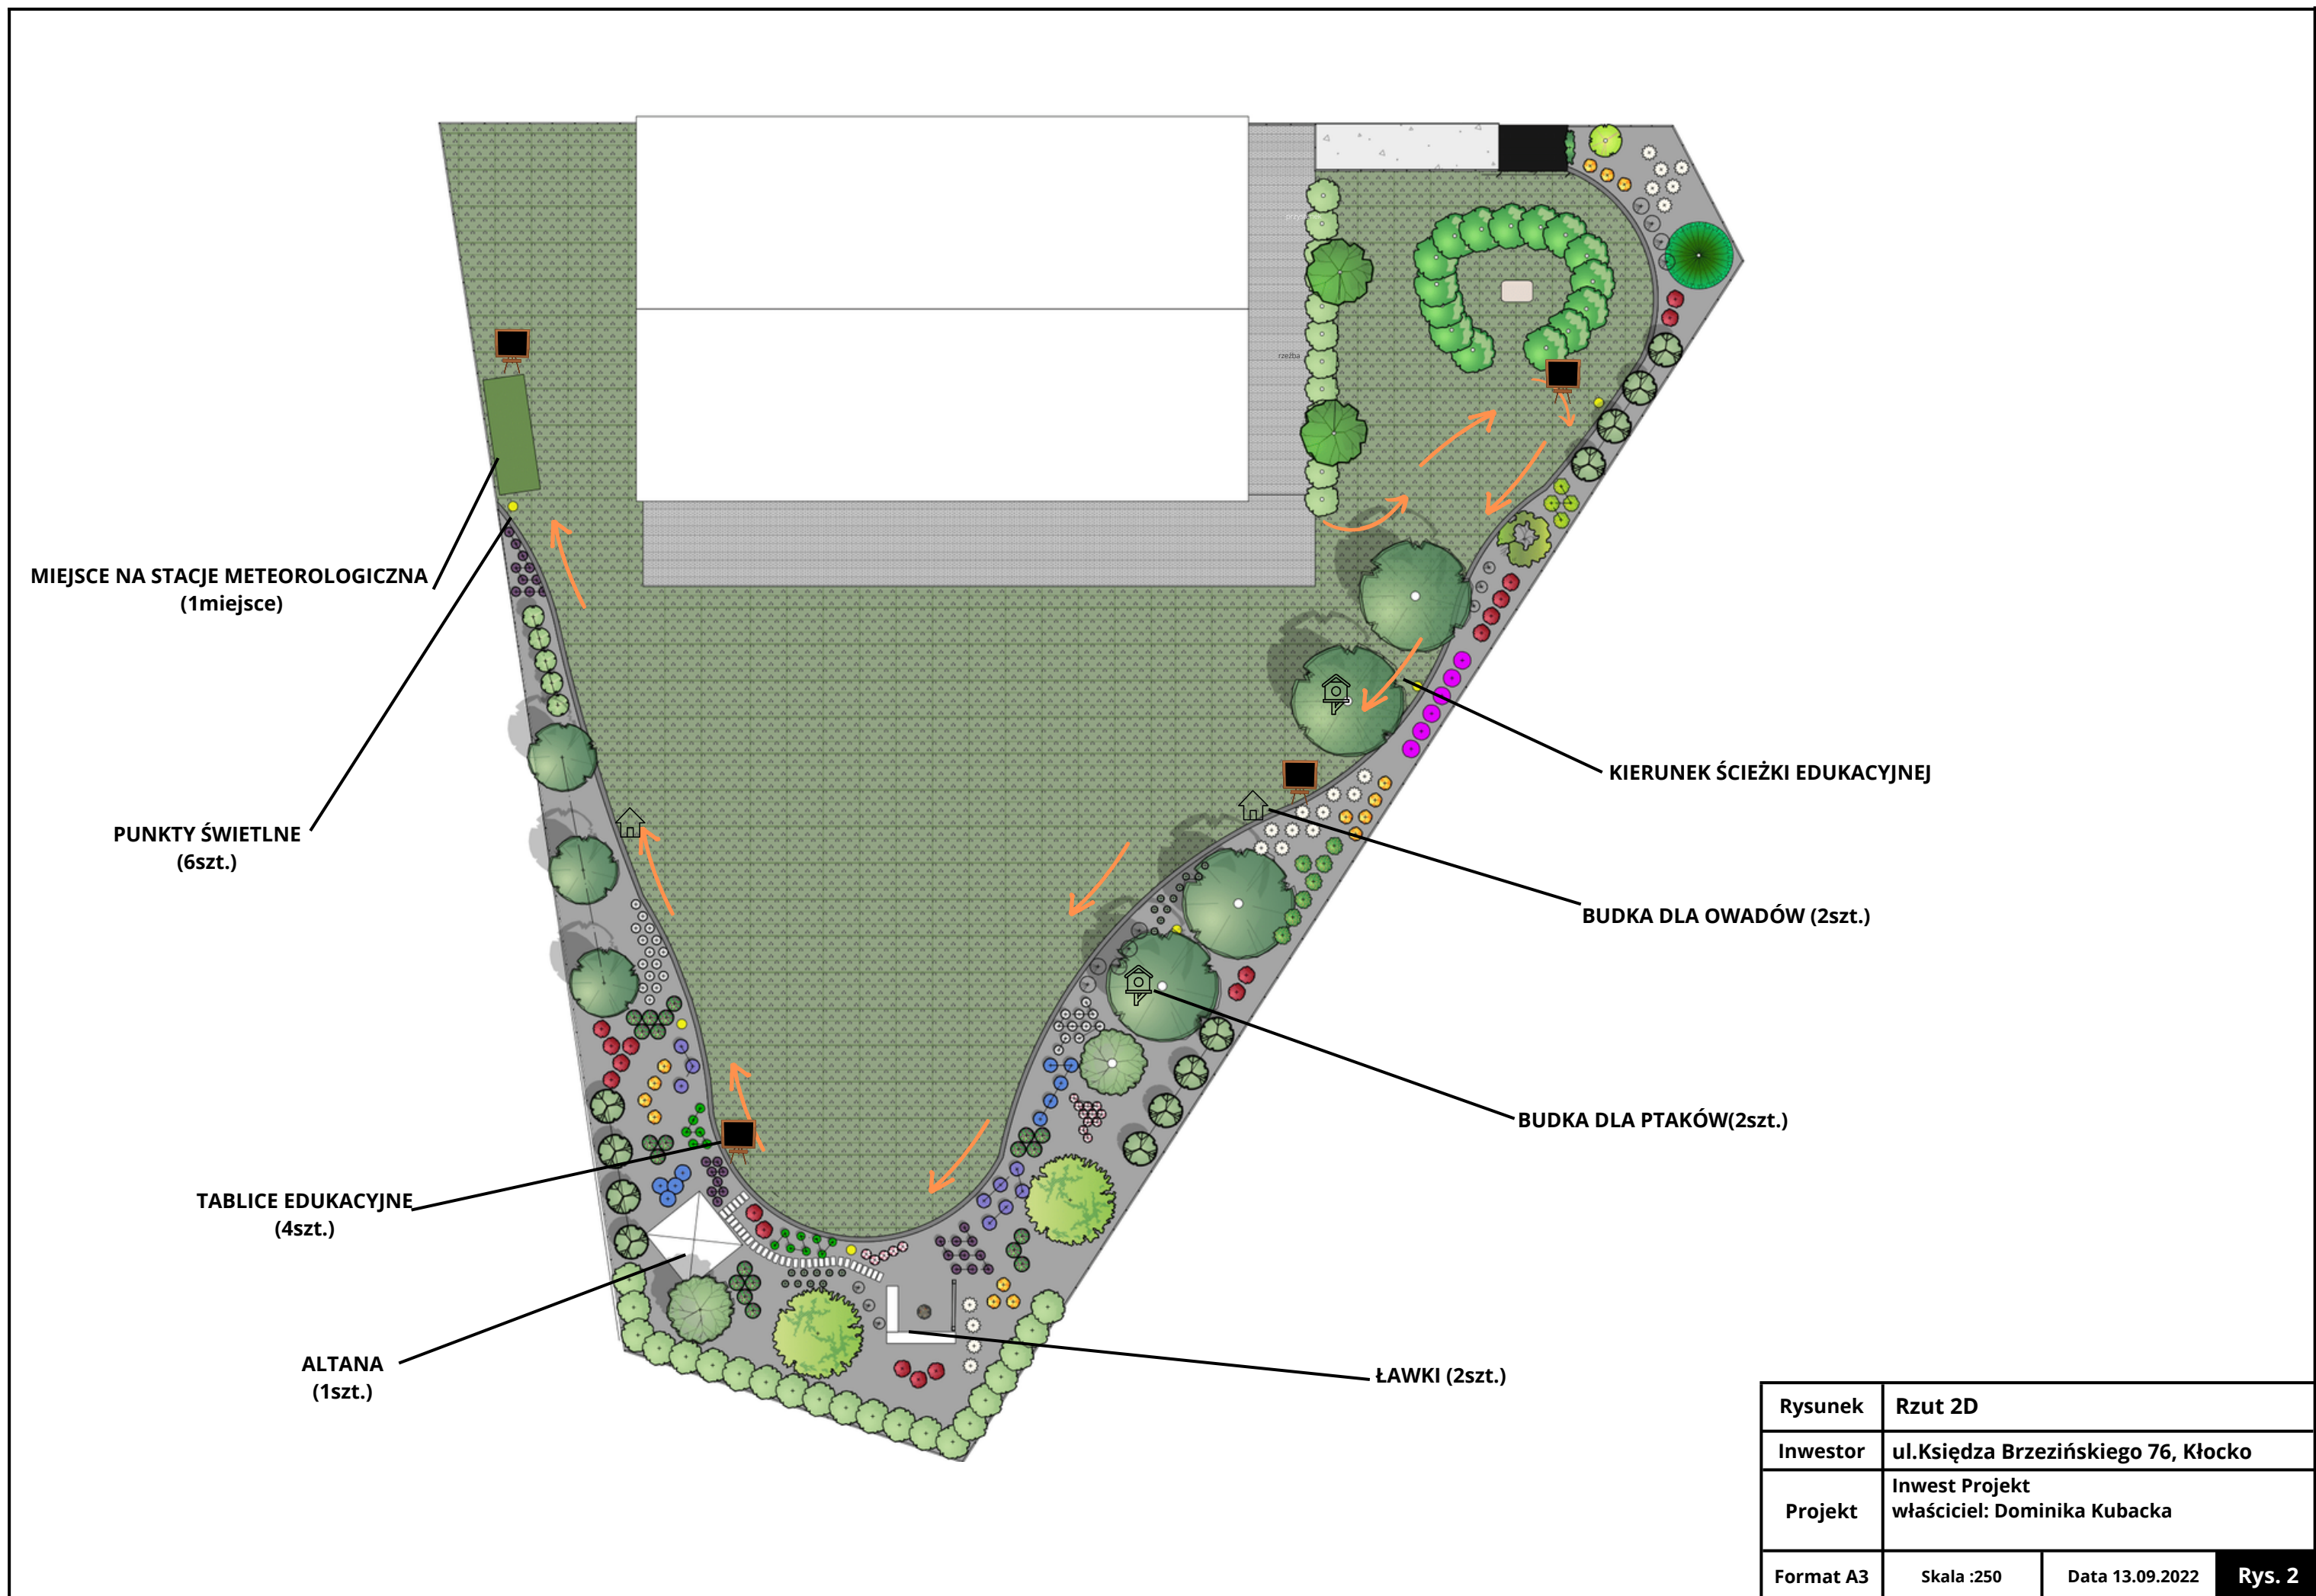 rzeźba
MIEJSCE NA STACJE METEOROLOGICZNA
(1miejsce)
PUNKTY ŚWIETLNE
(6szt.)
KIERUNEK ŚCIEŻKI EDUKACYJNEJ
BUDKA DLA OWADÓW (2szt.)
BUDKA DLA PTAKÓW(2szt.)
TABLICE EDUKACYJNE
(4szt.)
ALTANA
(1szt.)
ŁAWKI (2szt.)
Rysunek Rzut 2D
Inwestor ul.Księdza Brzezińskiego 76, Kłocko
Projekt Inwest Projekt
właściciel: Dominika Kubacka
Format A3 Skala :250 Data 13.09.2022 Rys. 2